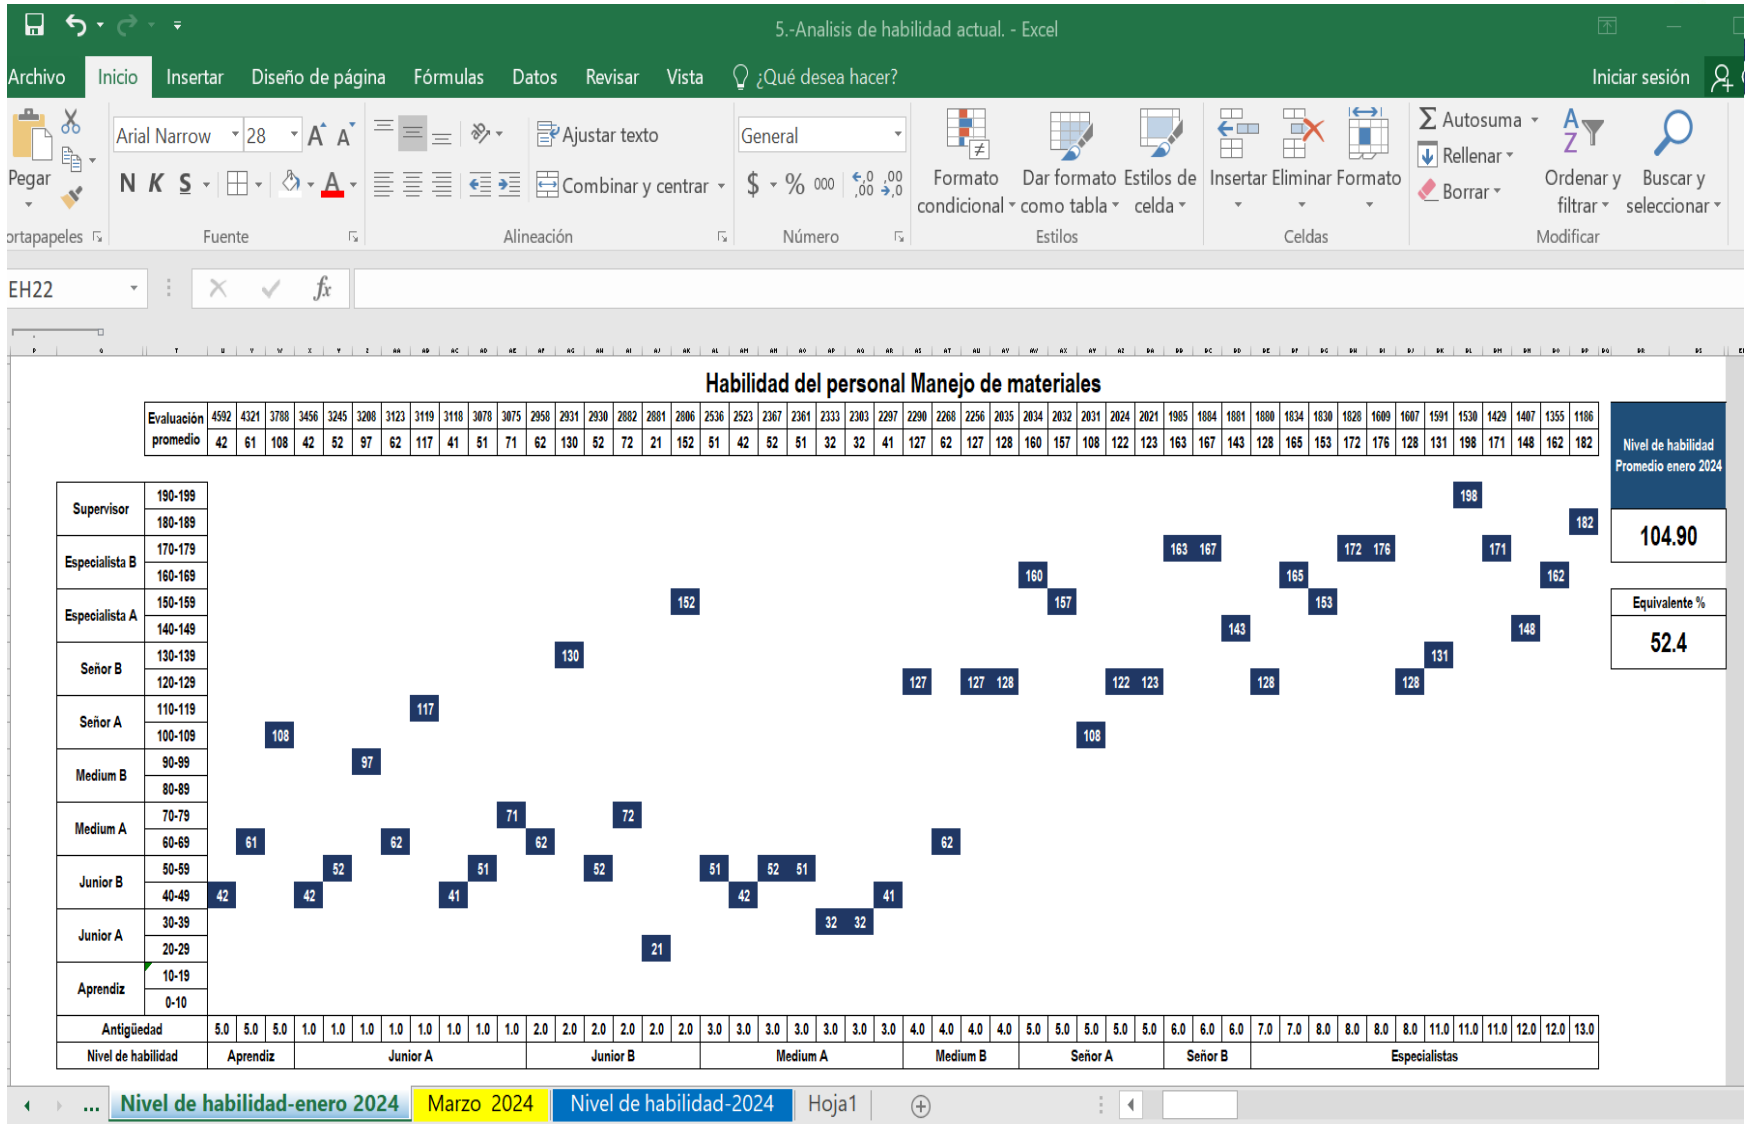 5.-Analisis de habilidad actual. - Excel
Archivo Inicio Insertar Diseño de página Fórmulas Datos Revisar Vista ¿Qué desea hacer? Iniciar sesión
Arial Narrow 28 Ajustar texto General Autosuma
Rellenar
Pegar N K S Combinar y centrar $ % 000 Formato condicional Dar formato como tabla Estilos de celda Insertar Eliminar Formato Borrar Ordenar y filtrar Buscar y seleccionar
ortapapeles Fuente Alineación Número Estilos Celdas Modificar
EH22 fx
Habilidad del personal Manejo de materiales
Evaluación promedio
4592 4321 3788 3456 3245 3208 3123 3119 3118 3078 3075 2958 2931 2930 2882 2881 2806 2536 2523 2367 2361 2333 2303 2297 2290 2268 2256 2035 2034 2032 2031 2024 2021 1985 1884 1881 1880 1834 1830 1828 1609 1607 1591 1530 1429 1407 1355 1186
42 61 108 42 52 97 62 117 41 51 71 62 130 52 72 21 152 51 42 52 51 32 32 41 127 62 127 128 160 157 108 122 123 163 167 143 128 165 153 172 176 128 131 198 171 148 162 182
Nivel de habilidad
Promedio enero 2024
104.90
Equivalente %
52.4
Supervisor
190-199 198
180-189 182
Especialista B
170-179 163 167 172 176 171
160-169 160 165 162
Especialista A
150-159 152 157 153
140-149 143 148
Señor B
130-139 130 131
120-129 127 127 128 122 123 128 128
Señor A
110-119 117
100-109 108 108
Medium B
90-99 97
80-89
Medium A
70-79 71 72
60-69 61 62 62 62
Junior B
50-59 52 51 52 51 52 51
40-49 42 42 41 42 41
Junior A
30-39 32 32
20-29 21
Aprendiz
10-19
0-10
Antigüedad 5.0 5.0 5.0 1.0 1.0 1.0 1.0 1.0 1.0 1.0 1.0 2.0 2.0 2.0 2.0 2.0 2.0 3.0 3.0 3.0 3.0 3.0 3.0 3.0 4.0 4.0 4.0 4.0 5.0 5.0 5.0 5.0 5.0 6.0 6.0 6.0 7.0 7.0 8.0 8.0 8.0 8.0 11.0 11.0 11.0 12.0 12.0 13.0
Nivel de habilidad Aprendiz Junior A Junior B Medium A Medium B Señor A Señor B Especialistas
... Nivel de habilidad-enero 2024 Marzo 2024 Nivel de habilidad-2024 Hoja1